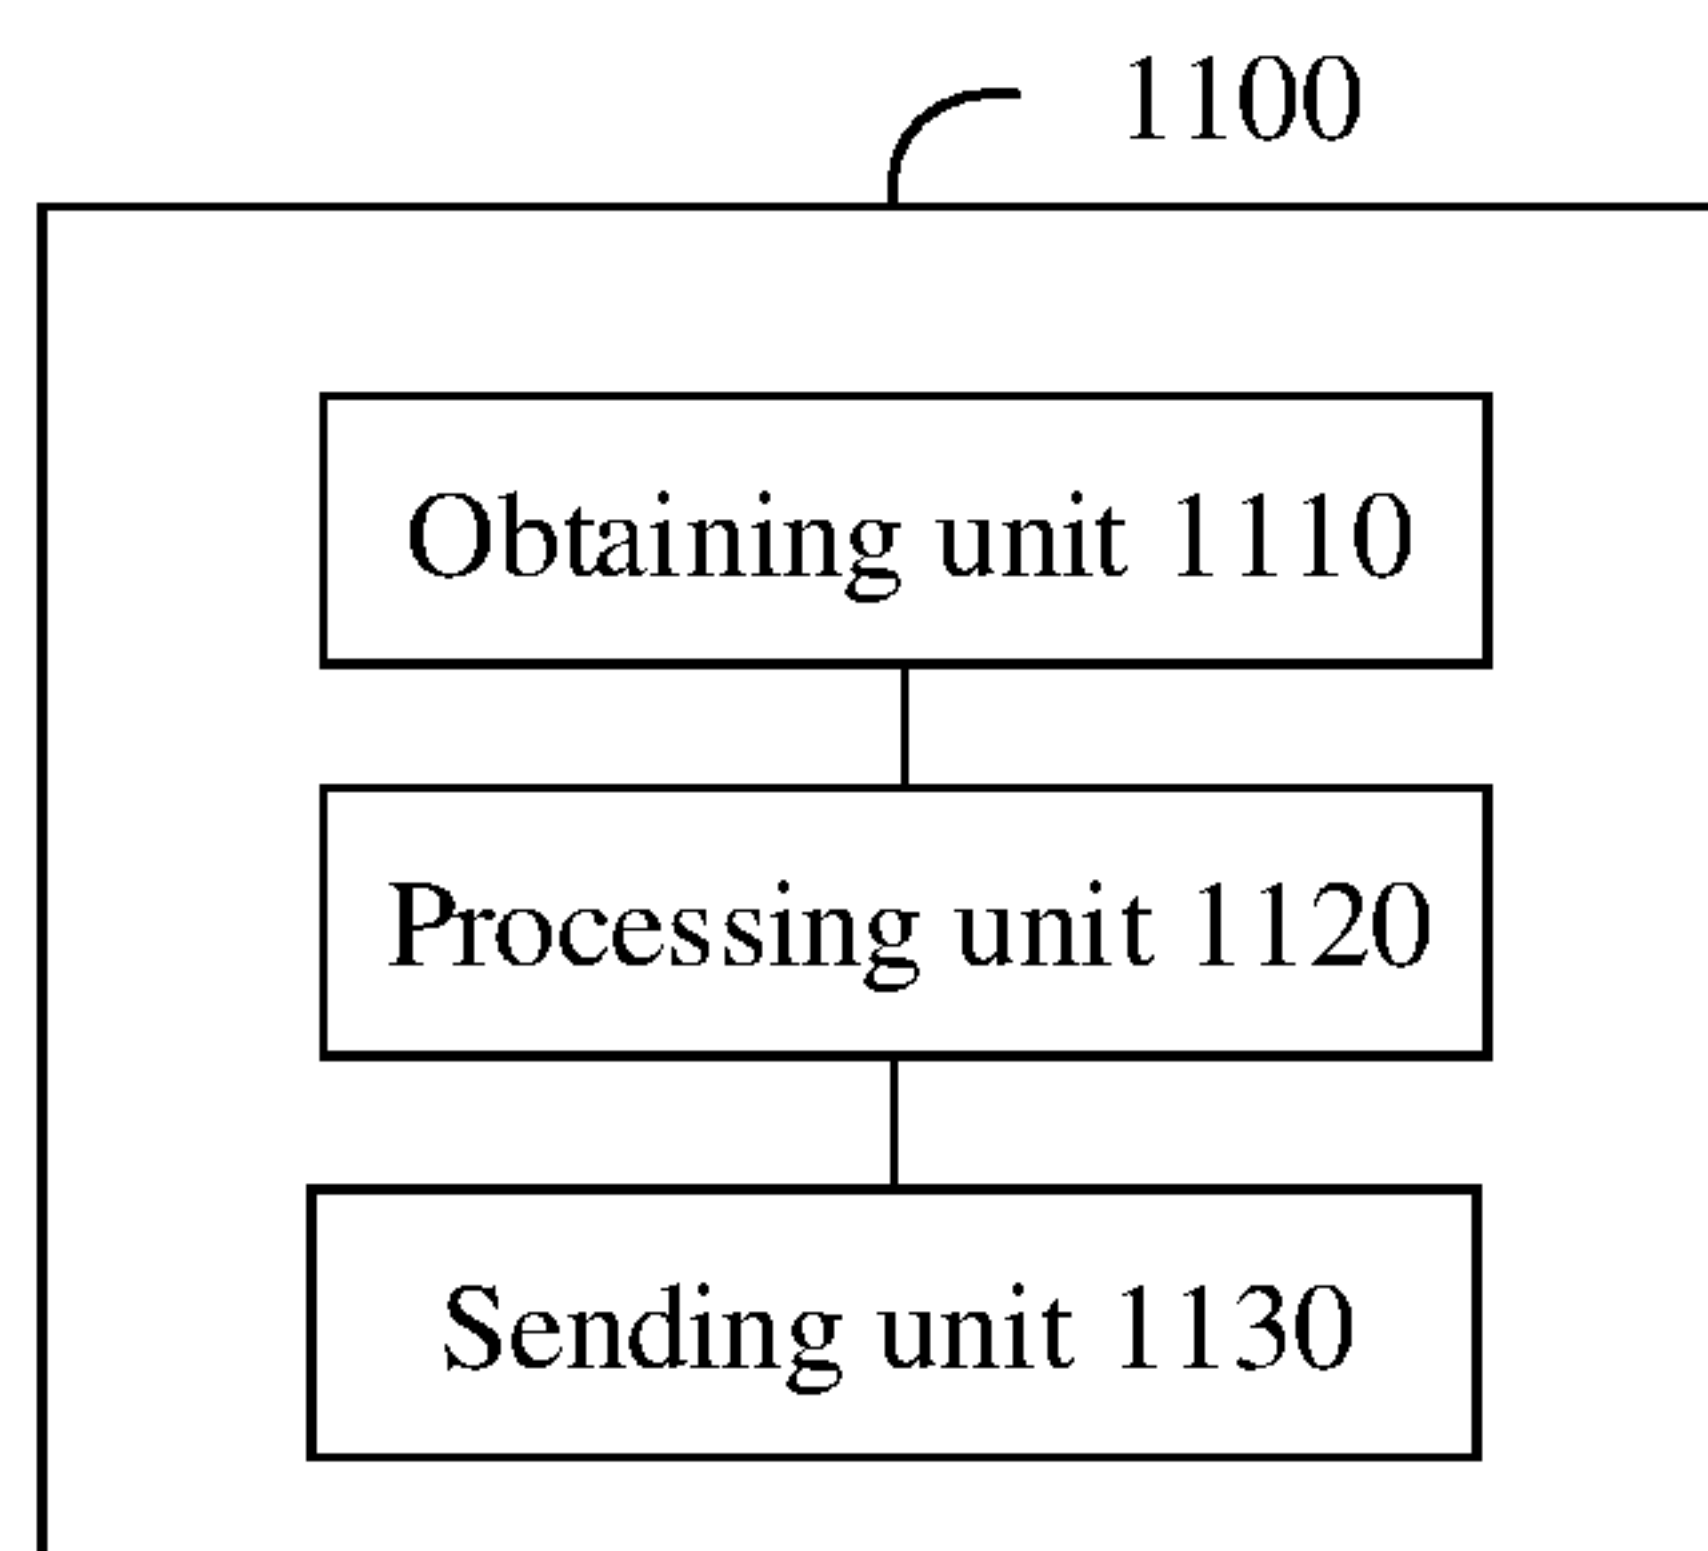 1100
Obtaining unit 1110
Processing unit 1120
Sending unit 1130